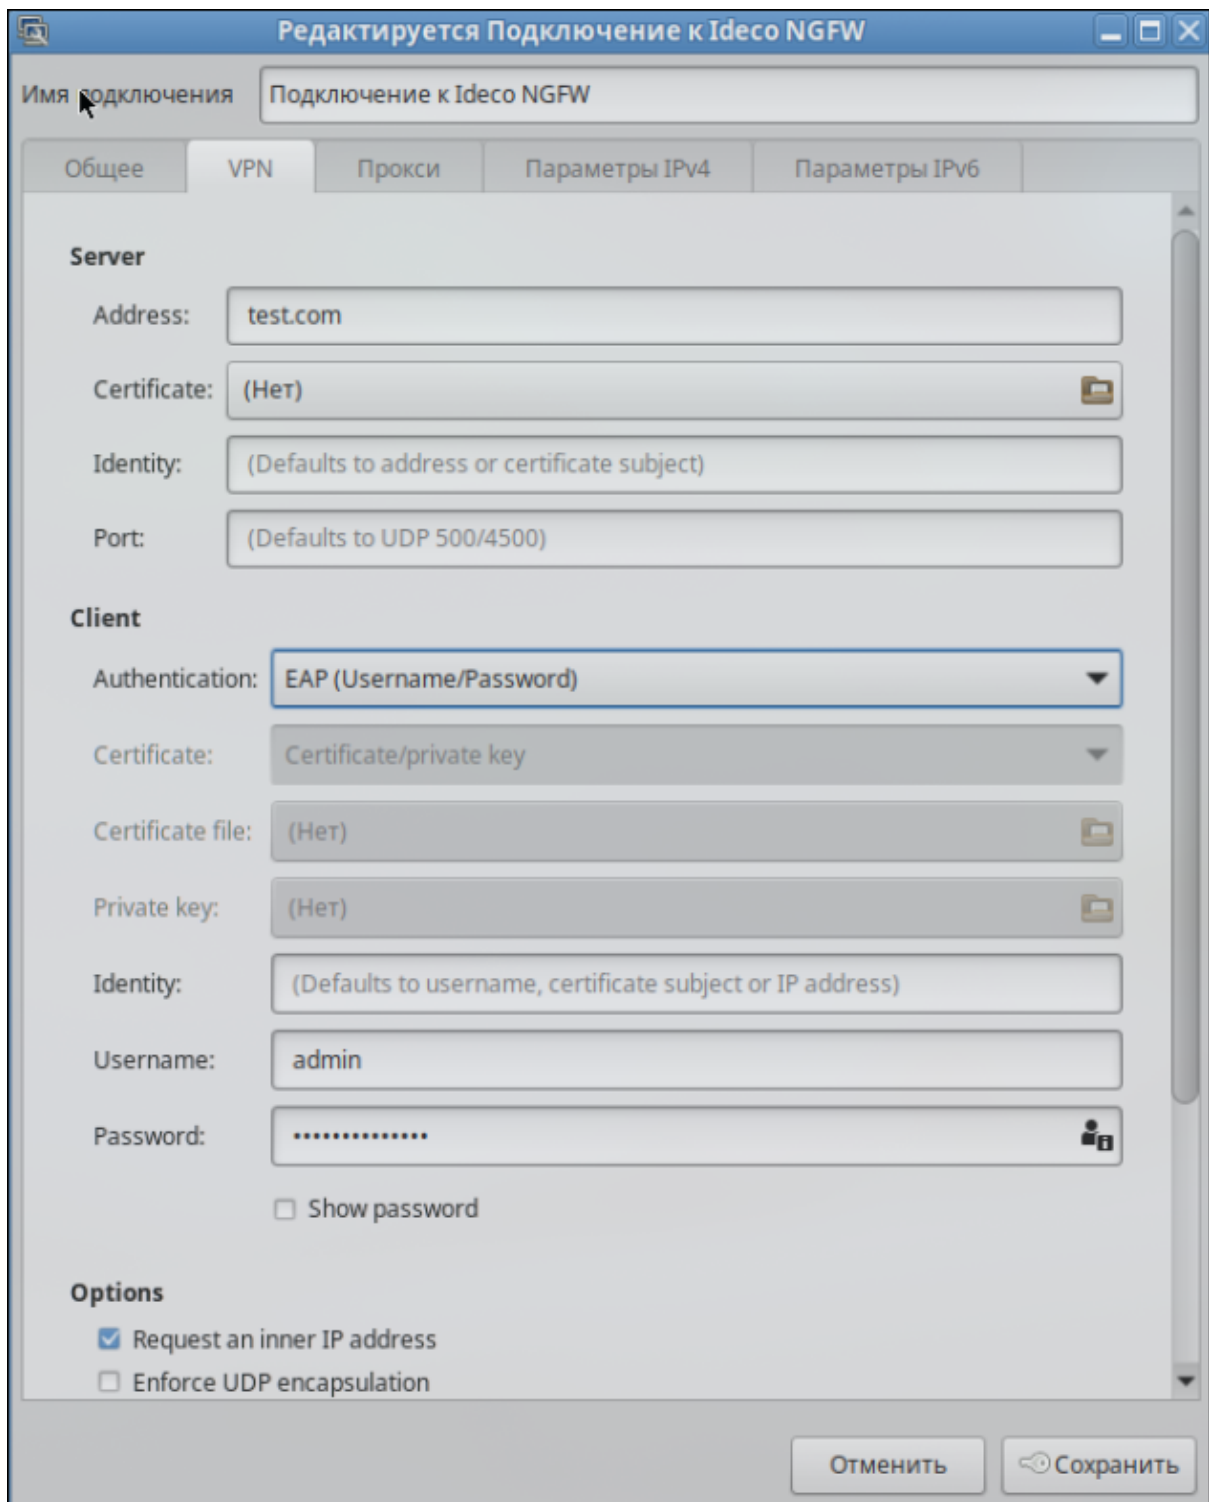 Редактируется Подключение к Ideco NGFW
Имя подключения Подключение к Ideco NGFW
Общее VPN Прокси Параметры IPv4 Параметры IPv6
Server
Address: test.com
Certificate: (Нет)
Identity: (Defaults to address or certificate subject)
Port: (Defaults to UDP 500/4500)
Client
Authentication: EAP (Username/Password)
Certificate: Certificate/private key
Certificate file: (Нет)
Private key: (Нет)
Identity: (Defaults to username, certificate subject or IP address)
Username: admin
Password: ••••••••••••••
Show password
Options
Request an inner IP address
Enforce UDP encapsulation
Отменить Сохранить